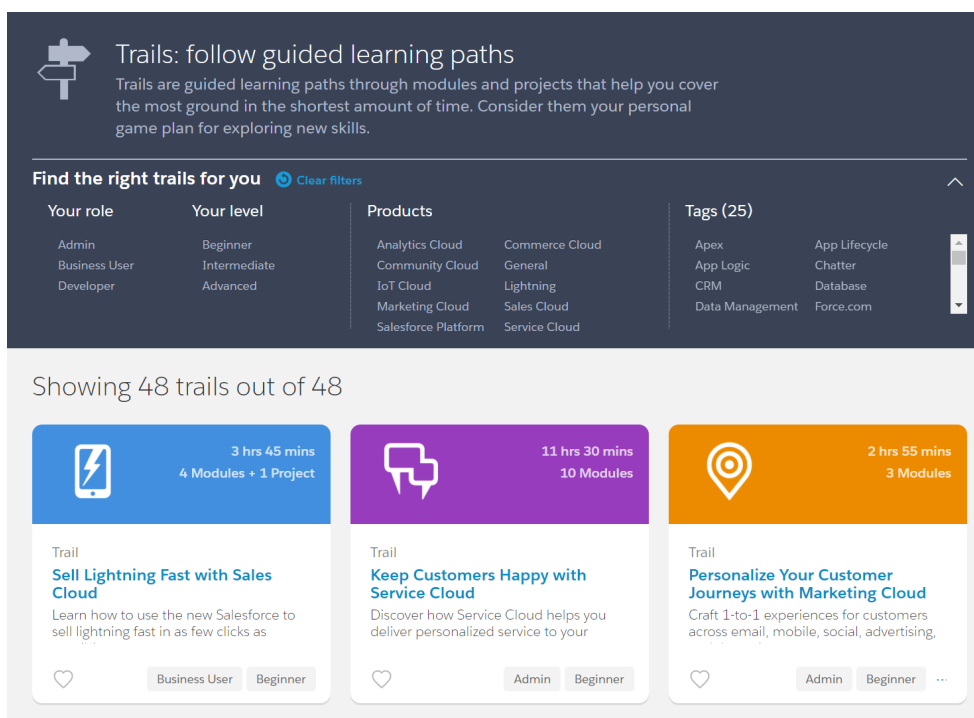 Trails: follow guided learning paths
Trails are guided learning paths through modules and projects that help you cover
the most ground in the shortest amount of time. Consider them your personal
game plan for exploring new skills.
Find the right trails for you
Clear filters
Your role
Admin
Business User
Developer
Your level
Beginner
Intermediate
Advanced
Products
Analytics Cloud
Community Cloud
IoT Cloud
Marketing Cloud
Salesforce Platform
Commerce Cloud
General
Lightning
Sales Cloud
Service Cloud
Tags (25)
Apex
App Logic
CRM
Data Management
App Lifecycle
Chatter
Database
Force.com
Showing 48 trails out of 48
3 hrs 45 mins
4 Modules + 1 Project
Trail
Sell Lightning Fast with Sales
Cloud
Learn how to use the new Salesforce to
sell lightning fast in as few clicks as
Business User
Beginner
11 hrs 30 mins
10 Modules
Trail
Keep Customers Happy with
Service Cloud
Discover how Service Cloud helps you
deliver personalized service to your
Admin
Beginner
2 hrs 55 mins
3 Modules
Trail
Personalize Your Customer
Journeys with Marketing Cloud
Craft 1-to-1 experiences for customers
across email, mobile, social, advertising,
Admin
Beginner
...